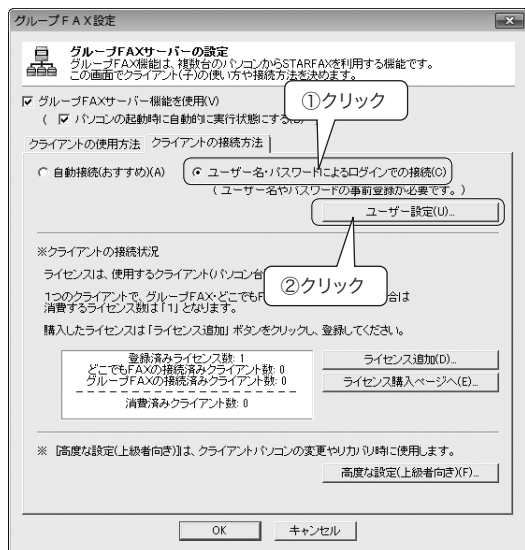 グループＦＡＸ設定
グループFAXサーバーの設定
グループFAX機能は、複数台のパソコンからSTARFAXを利用する機能です。
この画面でクライアント(子)の使い方や接続方法を決めます。
グループFAXサーバー機能を使用(V)
①クリック
( パソコンの起動時に自動的に実行状態にする
クライアントの使用方法 クライアントの接続方法
自動接続(おすすめ)(A) ユーザー名・パスワードによるログインでの接続(C)
(ユーザー名やパスワードの事前登録が必要です。)
ユーザー設定(U)...
②クリック
※クライアントの接続状況
ライセンスは、使用するクライアント(パソコン台
1つのクライアントで、グループFAX・どこでもF 合は
消費するライセンス数は「1」となります。
購入したライセンスは「ライセンス追加」ボタンをクリックし、登録してください。
登録済みライセンス数: 1
どこでもFAXの接続済みクライアント数: 0
グループFAXの接続済みクライアント数: 0
消費済みクライアント数: 0
ライセンス追加(D)...
ライセンス購入ページへ(E)...
※ [高度な設定(上級者向き)]は、クライアントパソコンの変更やリカバリ時に使用します。
高度な設定(上級者向き)(F)...
OK キャンセル